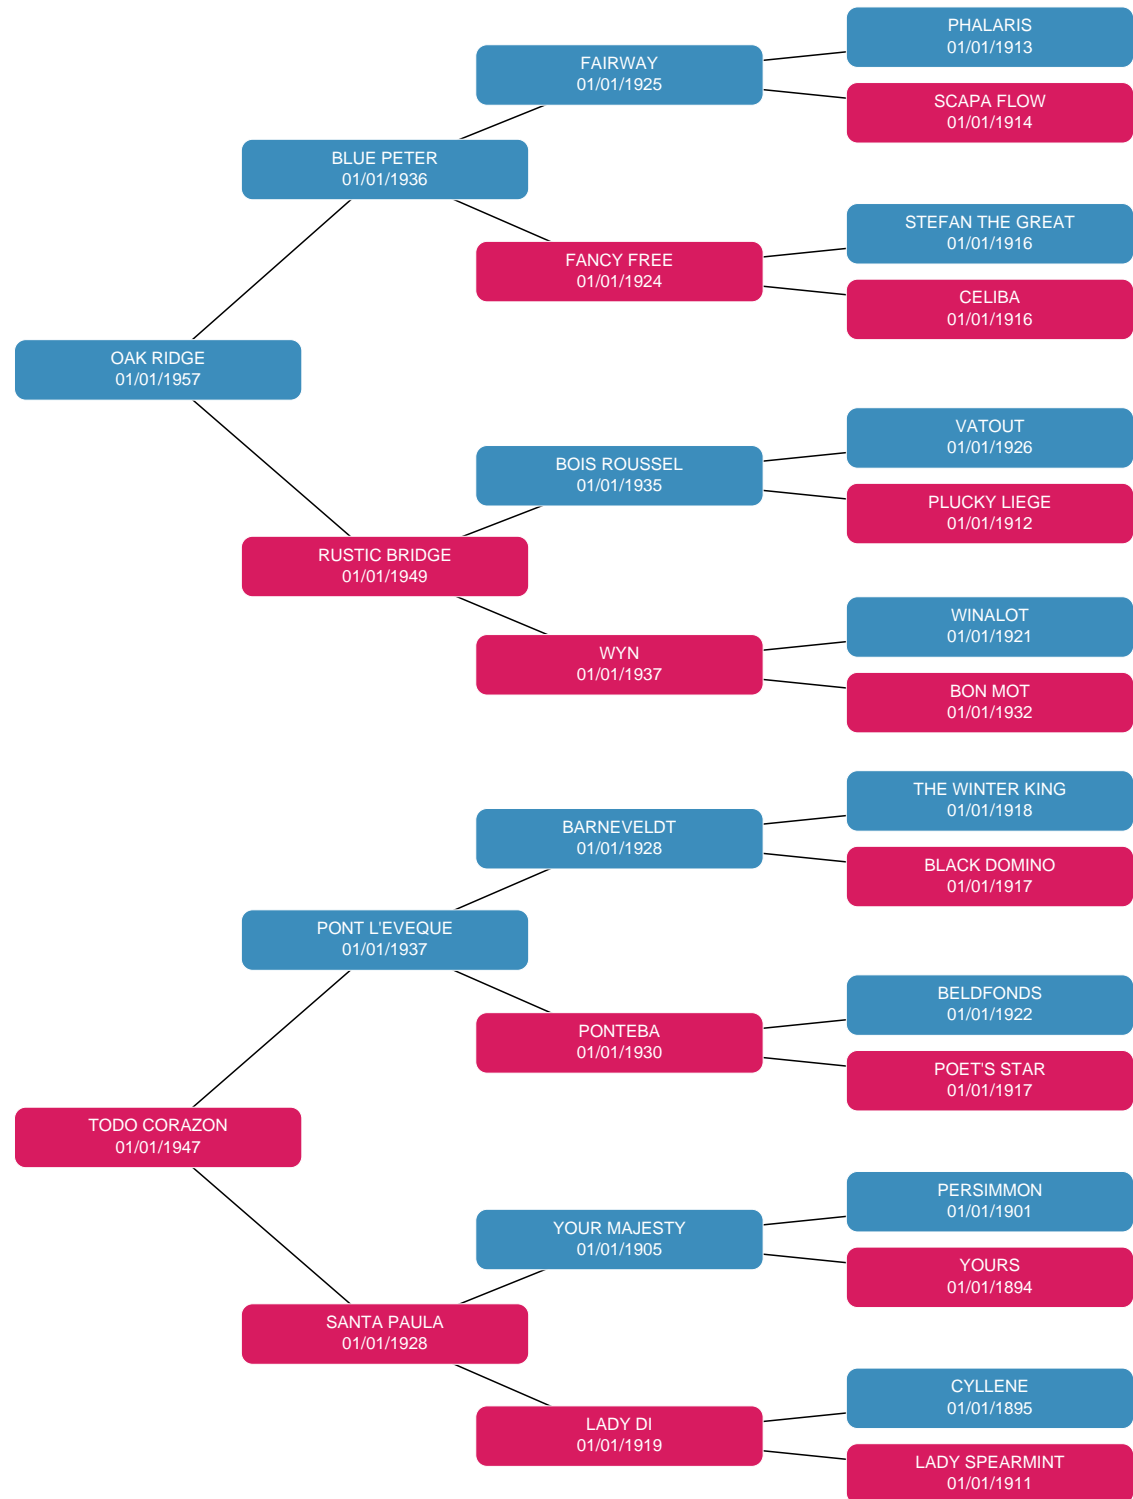 PHALARIS
01/01/1913
FAIRWAY
01/01/1925
SCAPA FLOW
01/01/1914
BLUE PETER
01/01/1936
STEFAN THE GREAT
01/01/1916
FANCY FREE
01/01/1924
CELIBA
01/01/1916
OAK RIDGE
01/01/1957
VATOUT
01/01/1926
BOIS ROUSSEL
01/01/1935
PLUCKY LIEGE
01/01/1912
RUSTIC BRIDGE
01/01/1949
WINALOT
01/01/1921
WYN
01/01/1937
BON MOT
01/01/1932
THE WINTER KING
01/01/1918
BARNEVELDT
01/01/1928
BLACK DOMINO
01/01/1917
PONT L'EVEQUE
01/01/1937
BELDFONDS
01/01/1922
PONTEBA
01/01/1930
POET'S STAR
01/01/1917
TODO CORAZON
01/01/1947
PERSIMMON
01/01/1901
YOUR MAJESTY
01/01/1905
YOURS
01/01/1894
SANTA PAULA
01/01/1928
CYLLENE
01/01/1895
LADY DI
01/01/1919
LADY SPEARMINT
01/01/1911